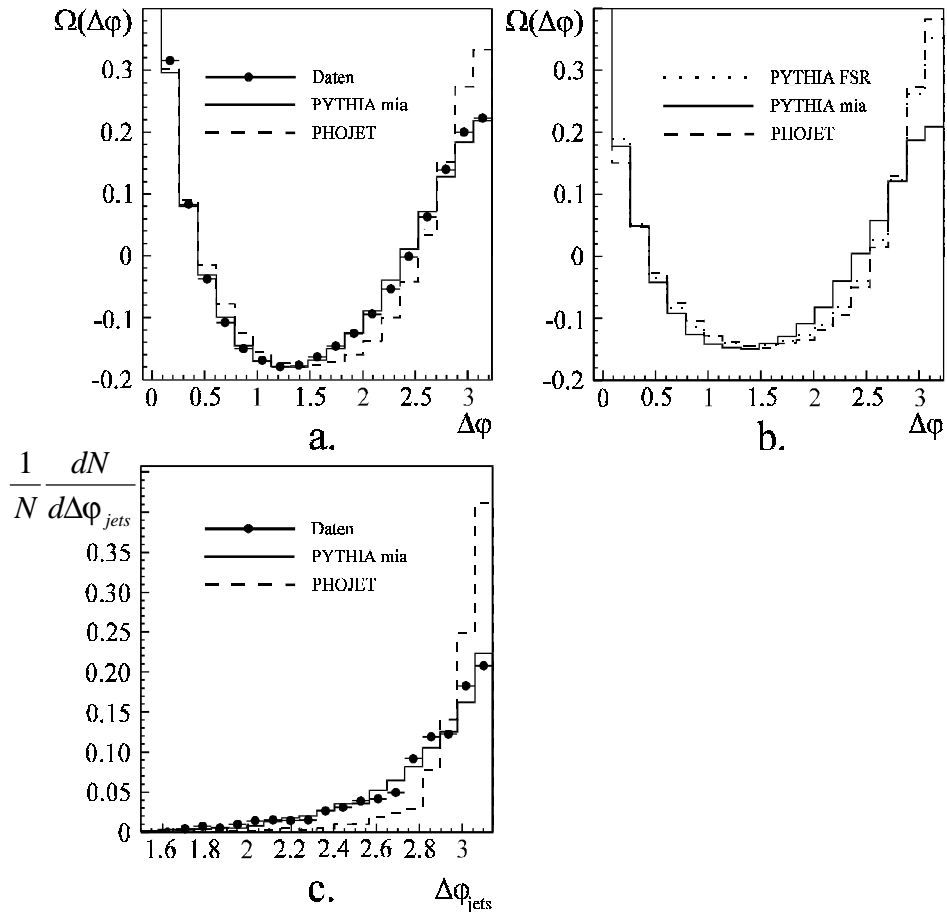 Ω(Δφ)
0.3
0.2
0.1
0
-0.1
-0.2
Daten
PYTHIA mia
PHOJET
0 0.5 1 1.5 2 2.5 3
Δφ
a.
Ω(Δφ)
0.3
0.2
0.1
0
-0.1
-0.2
PYTHIA FSR
PYTHIA mia
PHOJET
0 0.5 1 1.5 2 2.5 3
Δφ
b.
1/N dN/dΔφ_jets
0.35
0.30
0.25
0.20
0.15
0.10
0.05
0
Daten
PYTHIA mia
PHOJET
1.6 1.8 2 2.2 2.4 2.6 2.8 3
Δφ_jets
c.